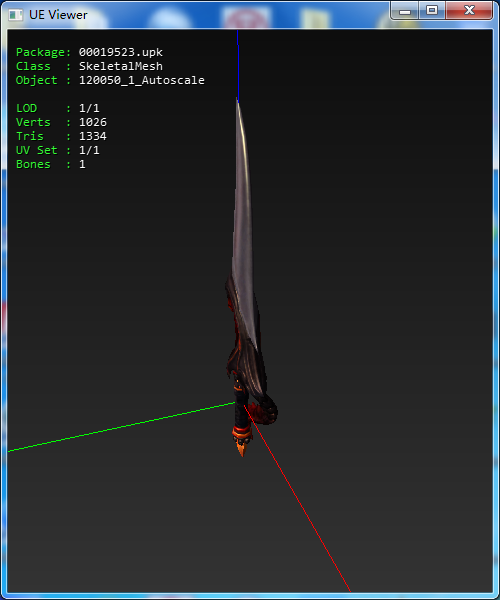 UE Viewer
Package: 00019523.upk
Class : SkeletalMesh
Object : 120050_1_Autoscale
LOD : 1/1
Verts : 1026
Tris : 1334
UV Set : 1/1
Bones : 1